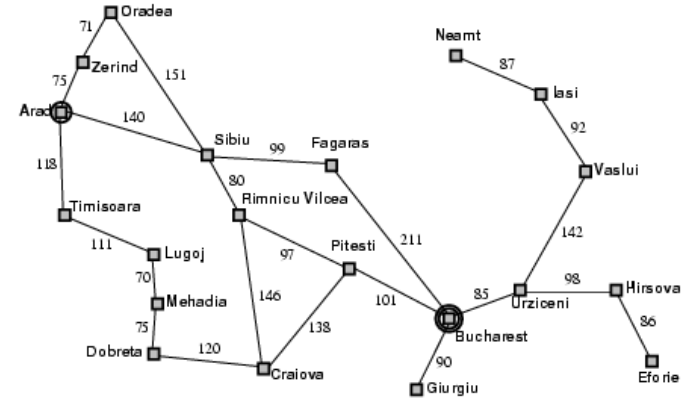 Oradea
71
Neamt
87
Zerind
151
75
Iasi
Arad
140
92
Sibiu
Fagaras
99
118
Vaslui
80
Timisoara
Rimnicu Vilcea
111
211
142
Lugoj
97
Pitesti
70
98
146
101
85
Hirsova
Mehadia
138
Urziceni
86
75
Bucharest
Dobreta
120
90
Craiova
Eforie
Giurgiu